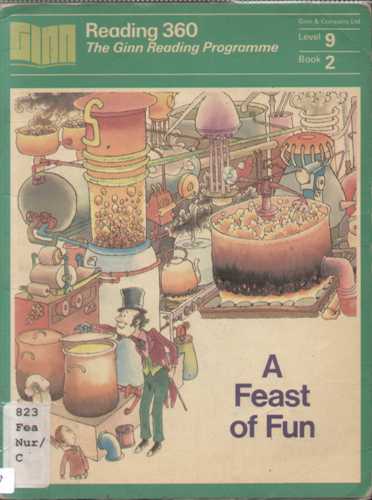 GINN
Reading 360
The Ginn Reading Programme
Ginn & Company Ltd
Level 9
Book 2
A
Feast
of Fun
823
Fea
Nur/
C